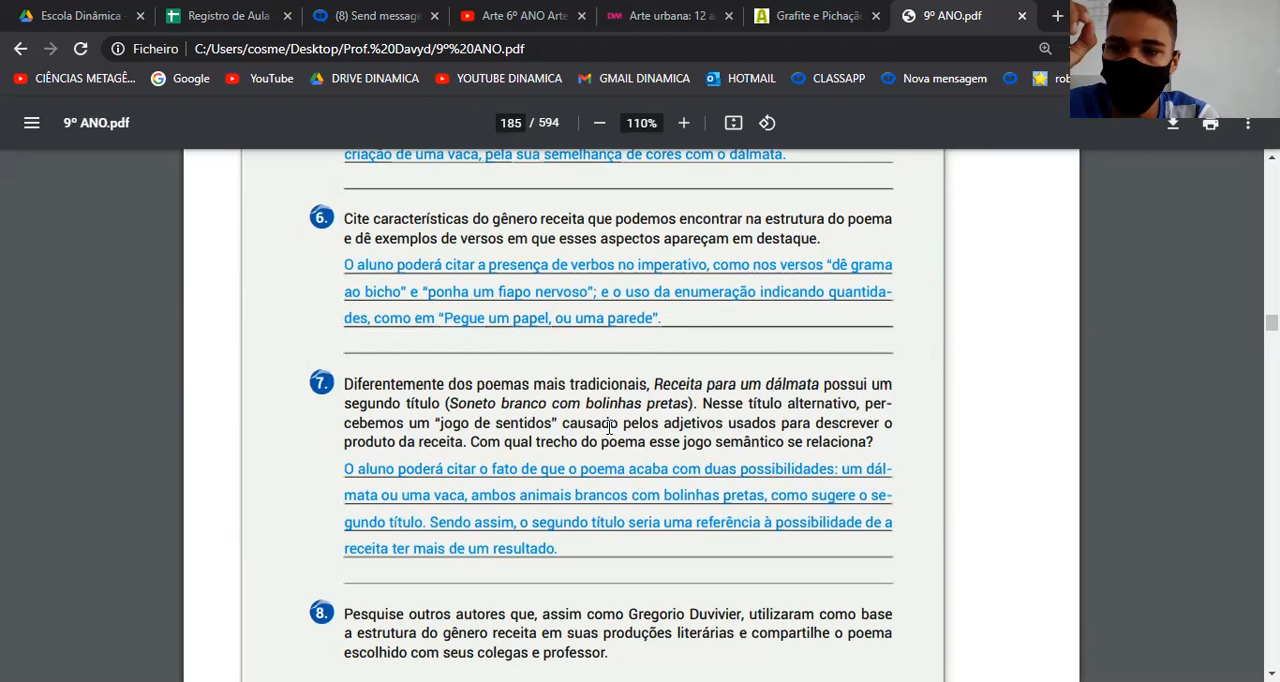 Escola Dinâmica -
Registro de Aula
(8) Send message
Arte 6º ANO Arte
Arte urbana: 12 a
Grafite e Pichação
9º ANO.pdf
Ficheiro
C:/Users/cosme/Desktop/Prof.%20Davyd/9º%20ANO.pdf
CIÊNCIAS METAGÊ...
Google
YouTube
DRIVE DINAMICA
YOUTUBE DINAMICA
GMAIL DINAMICA
HOTMAIL
CLASSAPP
Nova mensagem
rob
9º ANO.pdf
185 / 594
110%
criação de uma vaca, pela sua semelhança de cores com o dálmata.
6. Cite características do gênero receita que podemos encontrar na estrutura do poema
e dê exemplos de versos em que esses aspectos apareçam em destaque.
O aluno poderá citar a presença de verbos no imperativo, como nos versos “dê grama
ao bicho” e “ponha um fiapo nervoso”; e o uso da enumeração indicando quantida-
des, como em “Pegue um papel, ou uma parede”.
7. Diferentemente dos poemas mais tradicionais, Receita para um dálmata possui um
segundo título (Soneto branco com bolinhas pretas). Nesse título alternativo, per-
cebemos um “jogo de sentidos” causado pelos adjetivos usados para descrever o
produto da receita. Com qual trecho do poema esse jogo semântico se relaciona?
O aluno poderá citar o fato de que o poema acaba com duas possibilidades: um dál-
mata ou uma vaca, ambos animais brancos com bolinhas pretas, como sugere o se-
gundo título. Sendo assim, o segundo título seria uma referência à possibilidade de a
receita ter mais de um resultado.
8. Pesquise outros autores que, assim como Gregorio Duvivier, utilizaram como base
a estrutura do gênero receita em suas produções literárias e compartilhe o poema
escolhido com seus colegas e professor.